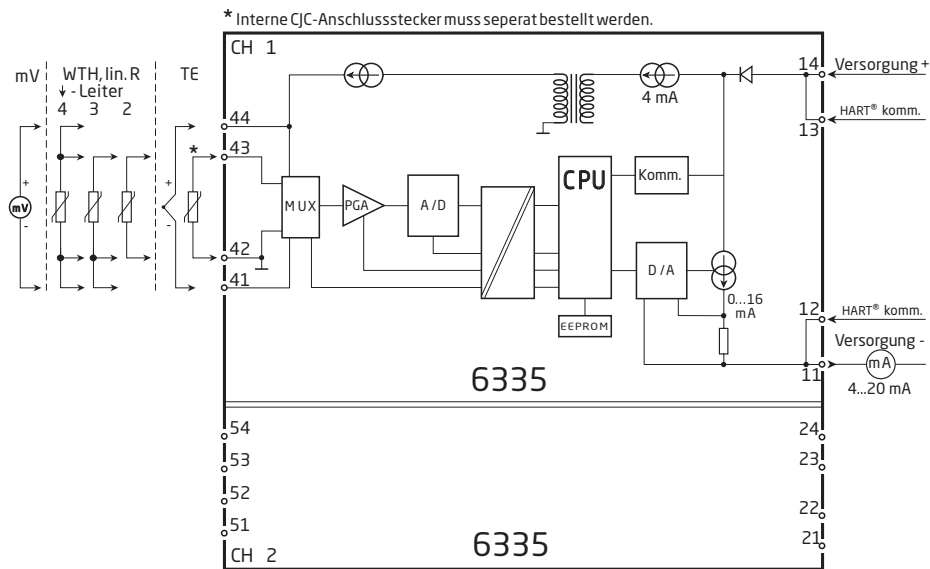 * Interne CJC-Anschlussstecker muss seperat bestellt werden.
CH 1
mV
WTH, lin. R
↓ - Leiter
4 3 2
TE
44
*
43
42
41
+
mV
-
+
-
MUX
PGA
A/D
CPU
EEPROM
Komm.
D/A
4 mA
0...16
mA
14
Versorgung +
HART® komm.
13
12
HART® komm.
Versorgung -
11
mA
4...20 mA
6335
54
53
52
51
24
23
22
21
CH 2
6335